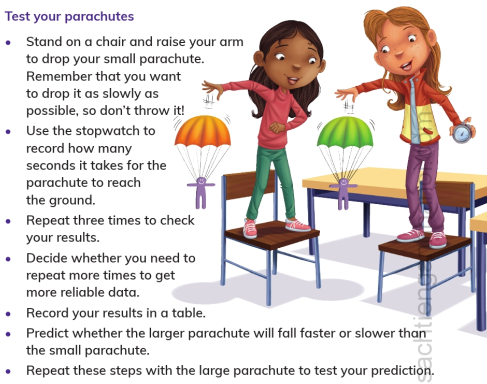 Test your parachutes
• Stand on a chair and raise your arm
to drop your small parachute.
Remember that you want
to drop it as slowly as
possible, so don't throw it!
• Use the stopwatch to
record how many
seconds it takes for the
parachute to reach
the ground.
• Repeat three times to check
your results.
• Decide whether you need to
repeat more times to get
more reliable data.
• Record your results in a table.
• Predict whether the larger parachute will fall faster or slower than
the small parachute.
• Repeat these steps with the large parachute to test your prediction.
sachtieng